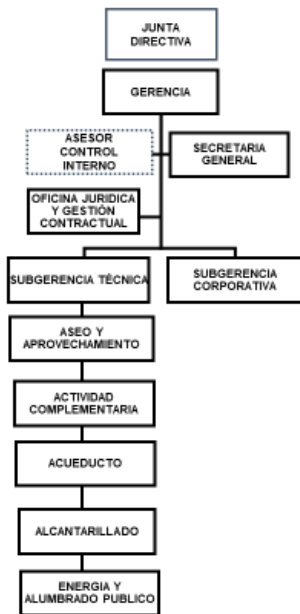 JUNTA
DIRECTIVA
GERENCIA
ASESOR
CONTROL
INTERNO
SECRETARIA
GENERAL
OFICINA JURIDICA
Y GESTIÓN
CONTRACTUAL
SUBGERENCIA TÉCNICA
SUBGERENCIA
CORPORATIVA
ASEO Y
APROVECHAMIENTO
ACTIVIDAD
COMPLEMENTARIA
ACUEDUCTO
ALCANTARILLADO
ENERGIA Y
ALUMBRADO PUBLICO